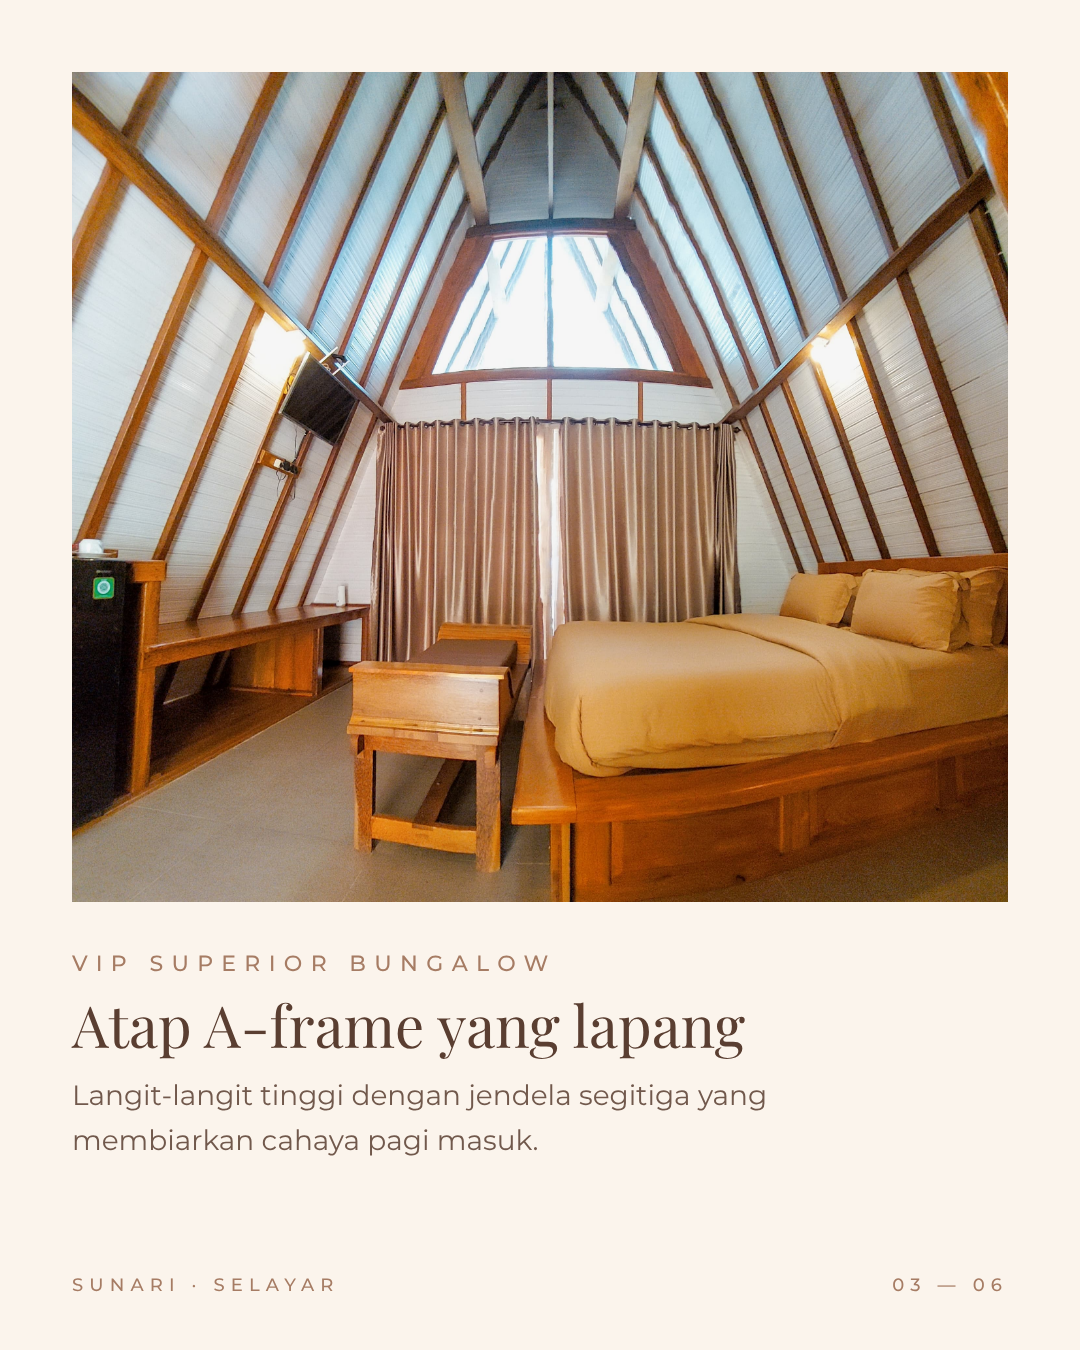 VIP SUPERIOR BUNGALOW
Atap A-frame yang lapang
Langit-langit tinggi dengan jendela segitiga yang
membiarkan cahaya pagi masuk.
SUNARI · SELAYAR
03 — 06